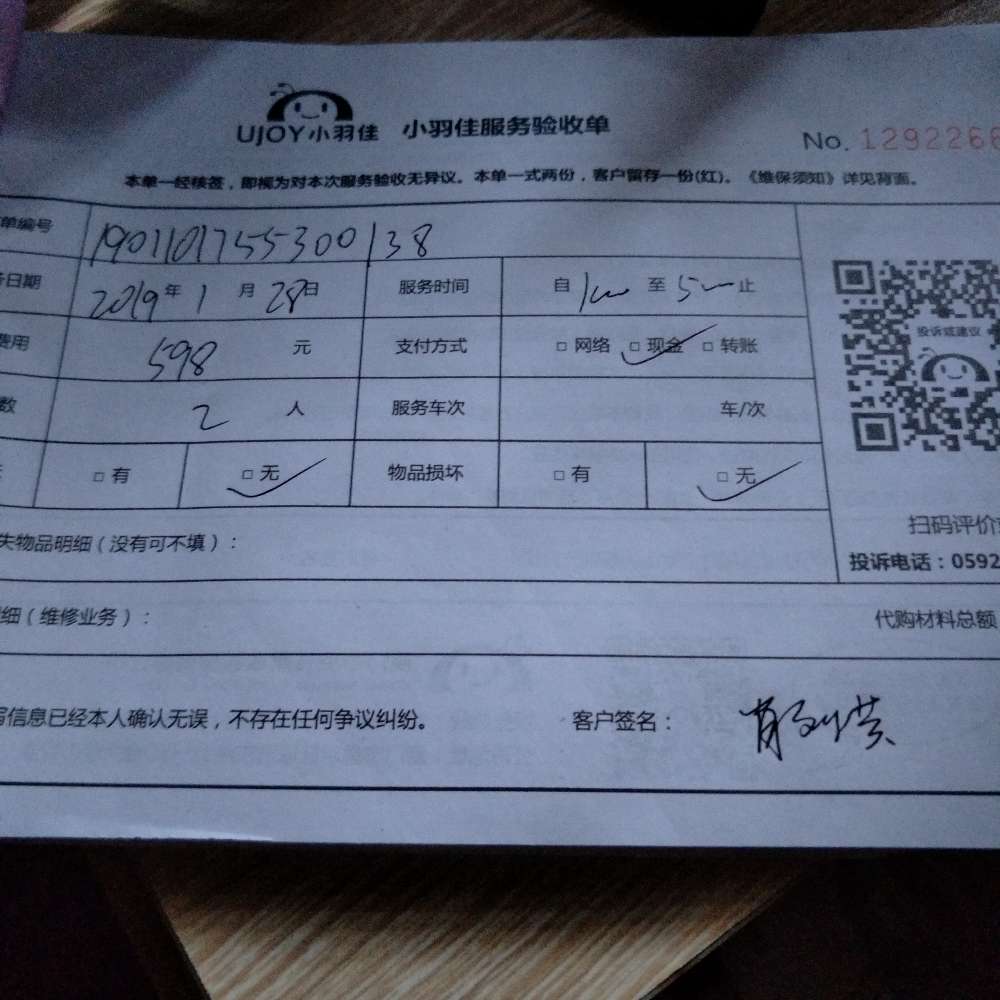 UJOY小羽佳 小羽佳服务验收单 No. 1292266
本单一经核签，即视为对本次服务验收无异议。本单一式两份，客户留存一份(红)。《维保须知》详见背面。
单编号 1901101755300138
日期 2019年1月28日 服务时间 自 至 止
费用 598 元 支付方式 □网络 □现金 □转账
数 2 人 服务车次 车/次
□有 □无 物品损坏 □有 □无
投诉或建议
扫码评价
投诉电话：0592
失物品明细（没有可不填）：
细（维修业务）： 代购材料总额
写信息已经本人确认无误，不存在任何争议纠纷。 客户签名：